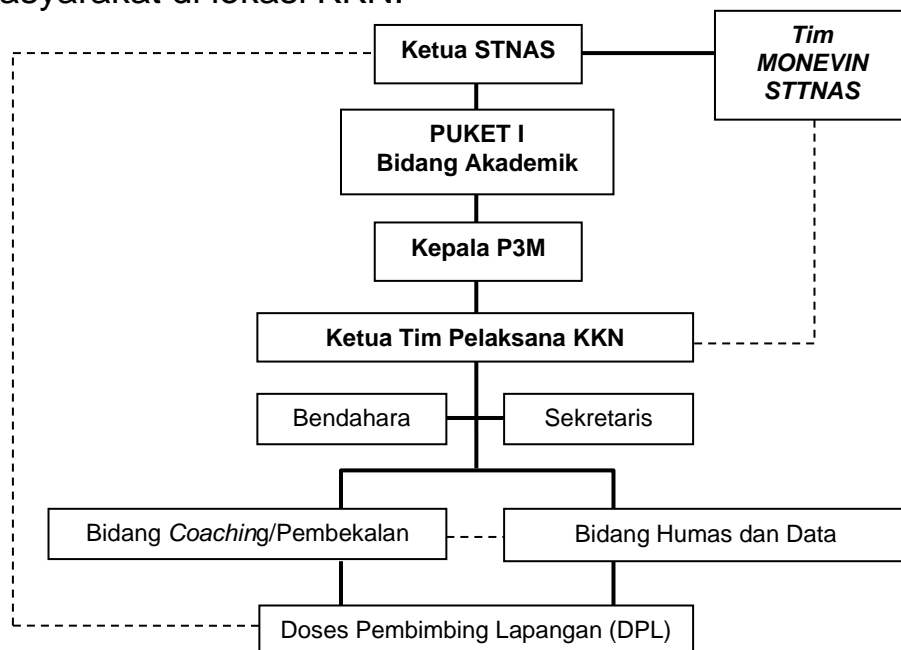 asyarakat di lokasi KKN.
Ketua STNAS
Tim
MONEVIN
STTNAS
PUKET I
Bidang Akademik
Kepala P3M
Ketua Tim Pelaksana KKN
Bendahara
Sekretaris
Bidang Coaching/Pembekalan
Bidang Humas dan Data
Doses Pembimbing Lapangan (DPL)